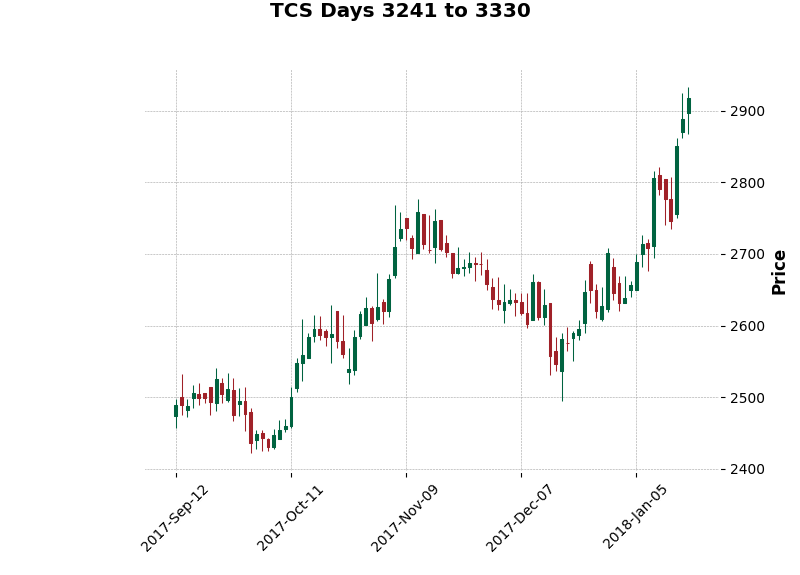 TCS Days 3241 to 3330
2900
2800
2700
2600
2500
2400
Price
2017-Sep-12
2017-Oct-11
2017-Nov-09
2017-Dec-07
2018-Jan-05